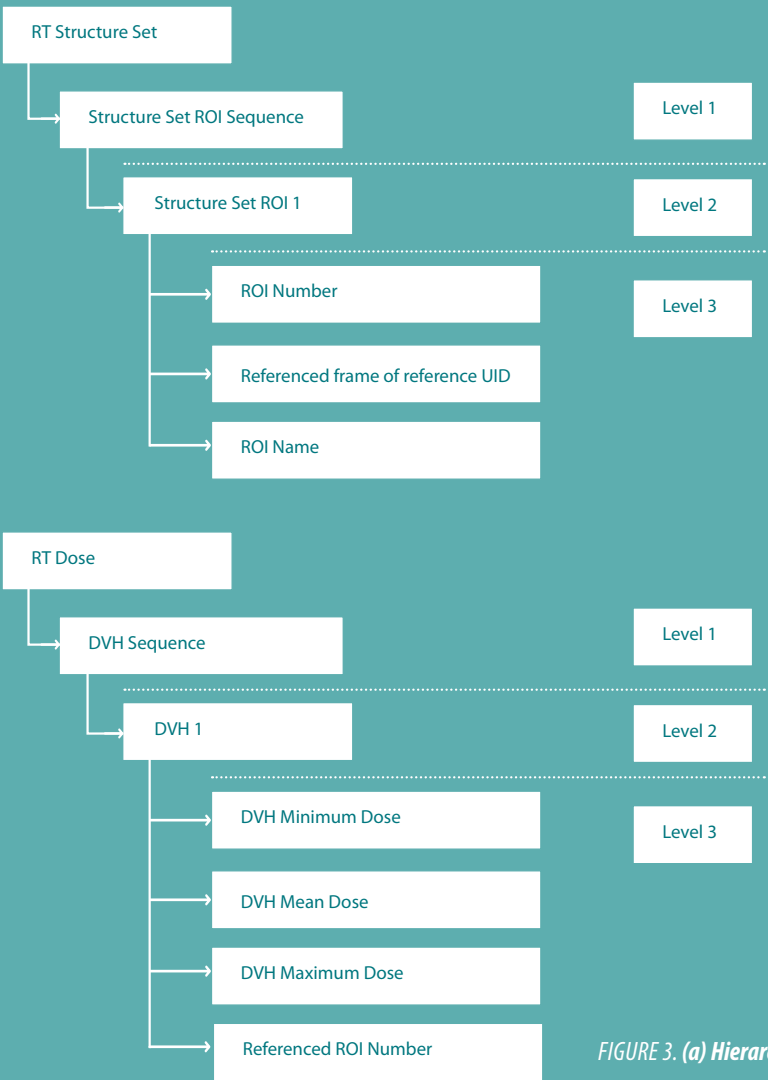 RT Structure Set
Structure Set ROI Sequence
Level 1
Structure Set ROI 1
Level 2
ROI Number
Level 3
Referenced frame of reference UID
ROI Name
RT Dose
DVH Sequence
Level 1
DVH 1
Level 2
DVH Minimum Dose
Level 3
DVH Mean Dose
DVH Maximum Dose
Referenced ROI Number
FIGURE 3. (a) Hierar